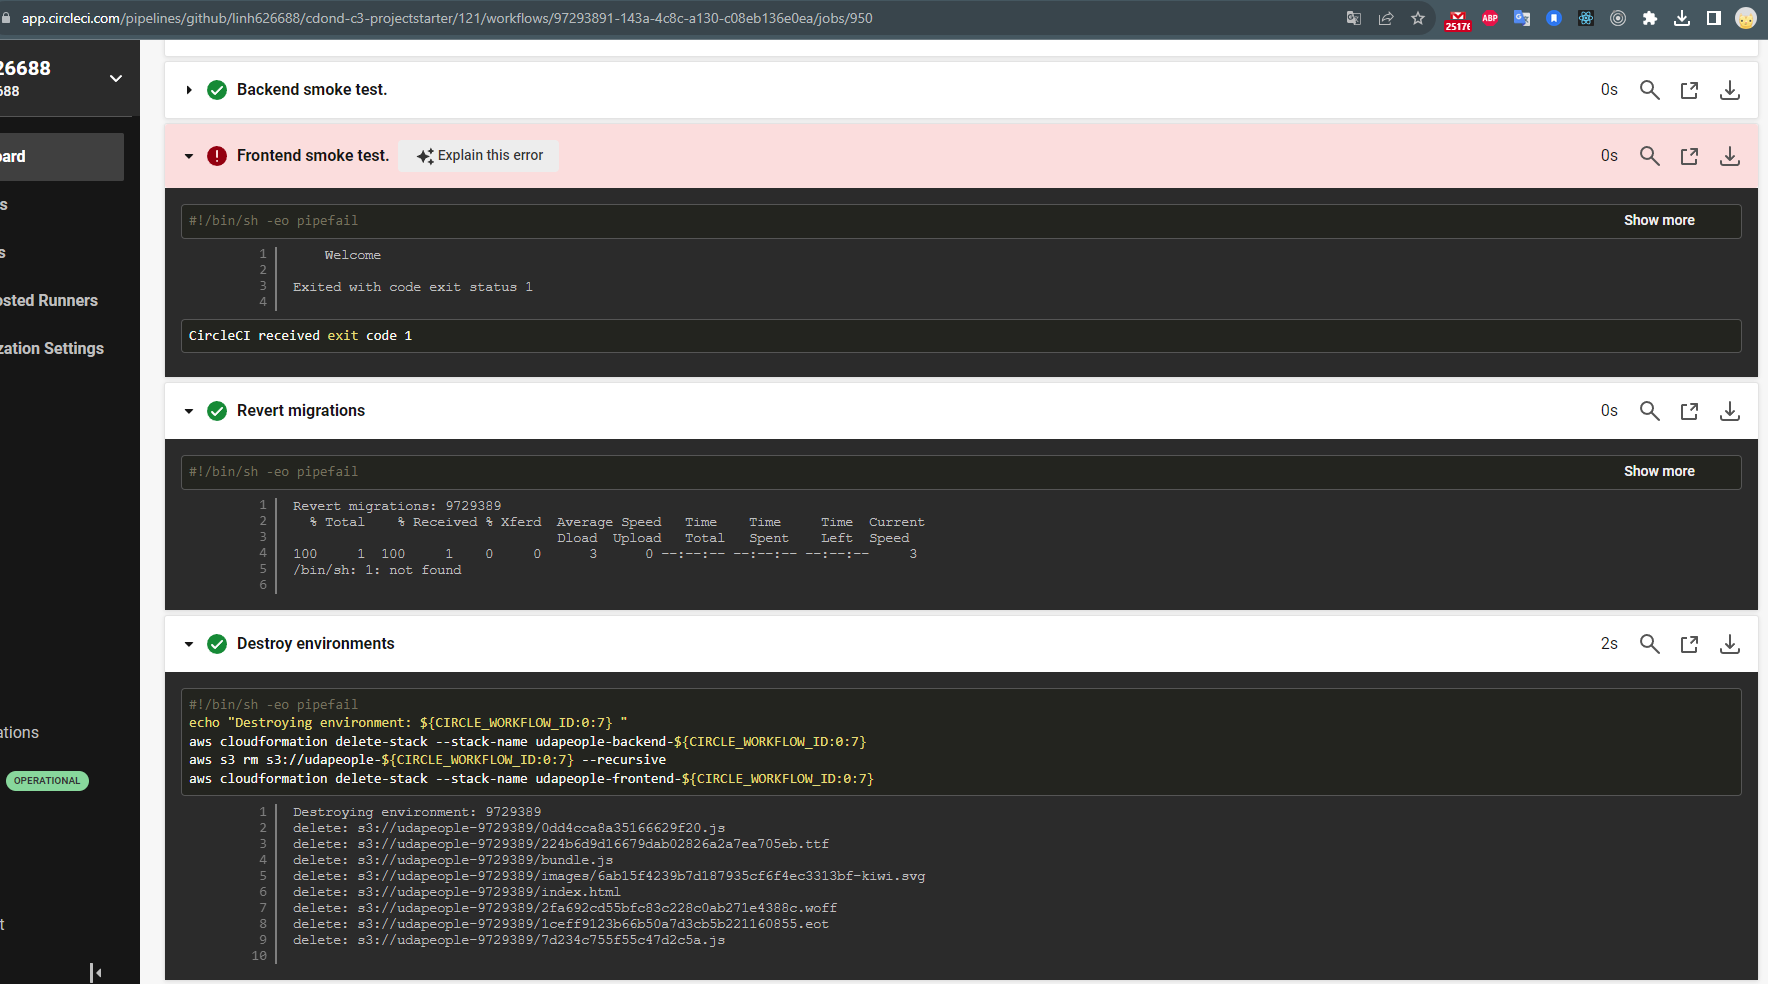 app.circleci.com/pipelines/github/linh626688/cdond-c3-projectstarter/121/workflows/97293891-143a-4c8c-a130-c08eb136e0ea/jobs/950
25176
ABP
26688
688
oard
s
s
osted Runners
zation Settings
ations
OPERATIONAL
t
Backend smoke test.
0s
Frontend smoke test.
Explain this error
0s
#!/bin/sh -eo pipefail
Show more
1 Welcome
2
3 Exited with code exit status 1
4
CircleCI received exit code 1
Revert migrations
0s
#!/bin/sh -eo pipefail
Show more
1 Revert migrations: 9729389
2 % Total % Received % Xferd Average Speed Time Time Time Current
3 Dload Upload Total Spent Left Speed
4 100 1 100 1 0 0 3 0 --:--:-- --:--:-- --:--:-- 3
5 /bin/sh: 1: not found
6
Destroy environments
2s
#!/bin/sh -eo pipefail
echo "Destroying environment: ${CIRCLE_WORKFLOW_ID:0:7} "
aws cloudformation delete-stack --stack-name udapeople-backend-${CIRCLE_WORKFLOW_ID:0:7}
aws s3 rm s3://udapeople-${CIRCLE_WORKFLOW_ID:0:7} --recursive
aws cloudformation delete-stack --stack-name udapeople-frontend-${CIRCLE_WORKFLOW_ID:0:7}
1 Destroying environment: 9729389
2 delete: s3://udapeople-9729389/0dd4cca8a35166629f20.js
3 delete: s3://udapeople-9729389/224b6d9d16679dab02826a2a7ea705eb.ttf
4 delete: s3://udapeople-9729389/bundle.js
5 delete: s3://udapeople-9729389/images/6ab15f4239b7d187935cf6f4ec3313bf-kiwi.svg
6 delete: s3://udapeople-9729389/index.html
7 delete: s3://udapeople-9729389/2fa692cd55bfc83c228c0ab271e4388c.woff
8 delete: s3://udapeople-9729389/1ceff9123b66b50a7d3cb5b221160855.eot
9 delete: s3://udapeople-9729389/7d234c755f55c47d2c5a.js
10